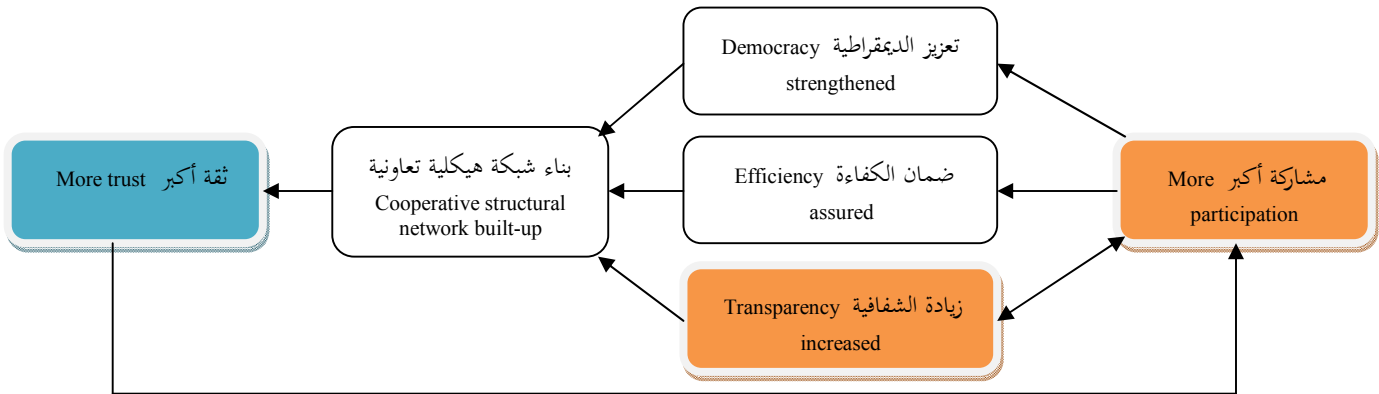 تعزيز الديمقراطية Democracy
strengthened
مشاركة أكبر More
participation
ضمان الكفاءة Efficiency
assured
زيادة الشفافية Transparency
increased
بناء شبكة هيكلية تعاونية
Cooperative structural
network built-up
ثقة أكبر More trust